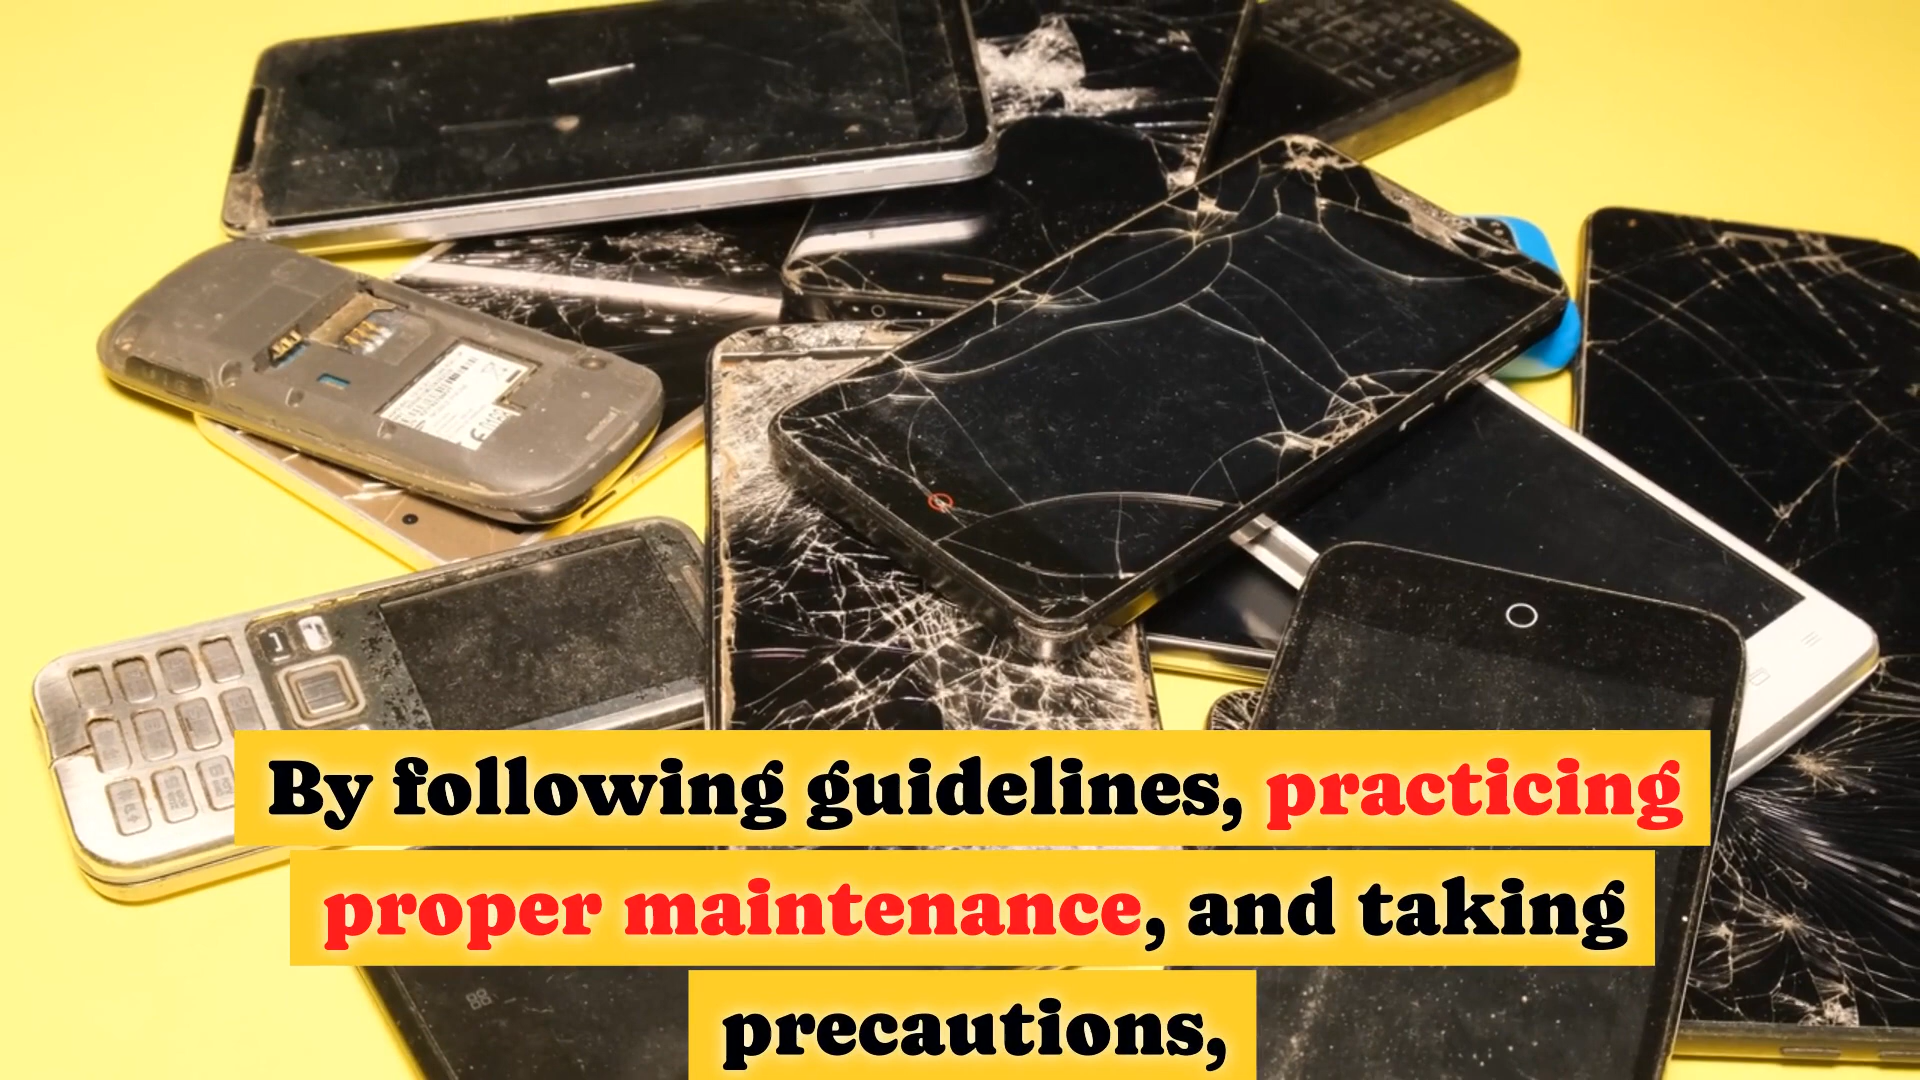 By following guidelines, practicing
proper maintenance, and taking
precautions,